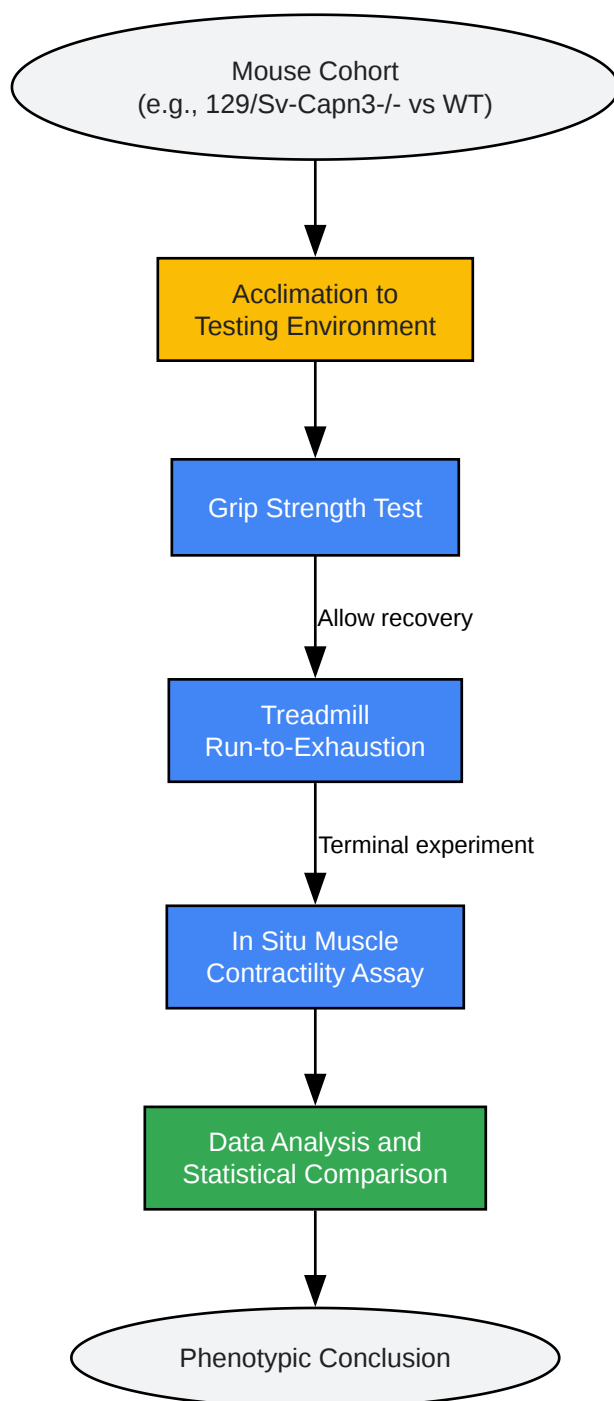 Mouse Cohort
(e.g., 129/Sv-Capn3-/- vs WT)
Acclimation to
Testing Environment
Grip Strength Test
Allow recovery
Treadmill
Run-to-Exhaustion
Terminal experiment
In Situ Muscle
Contractility Assay
Data Analysis and
Statistical Comparison
Phenotypic Conclusion